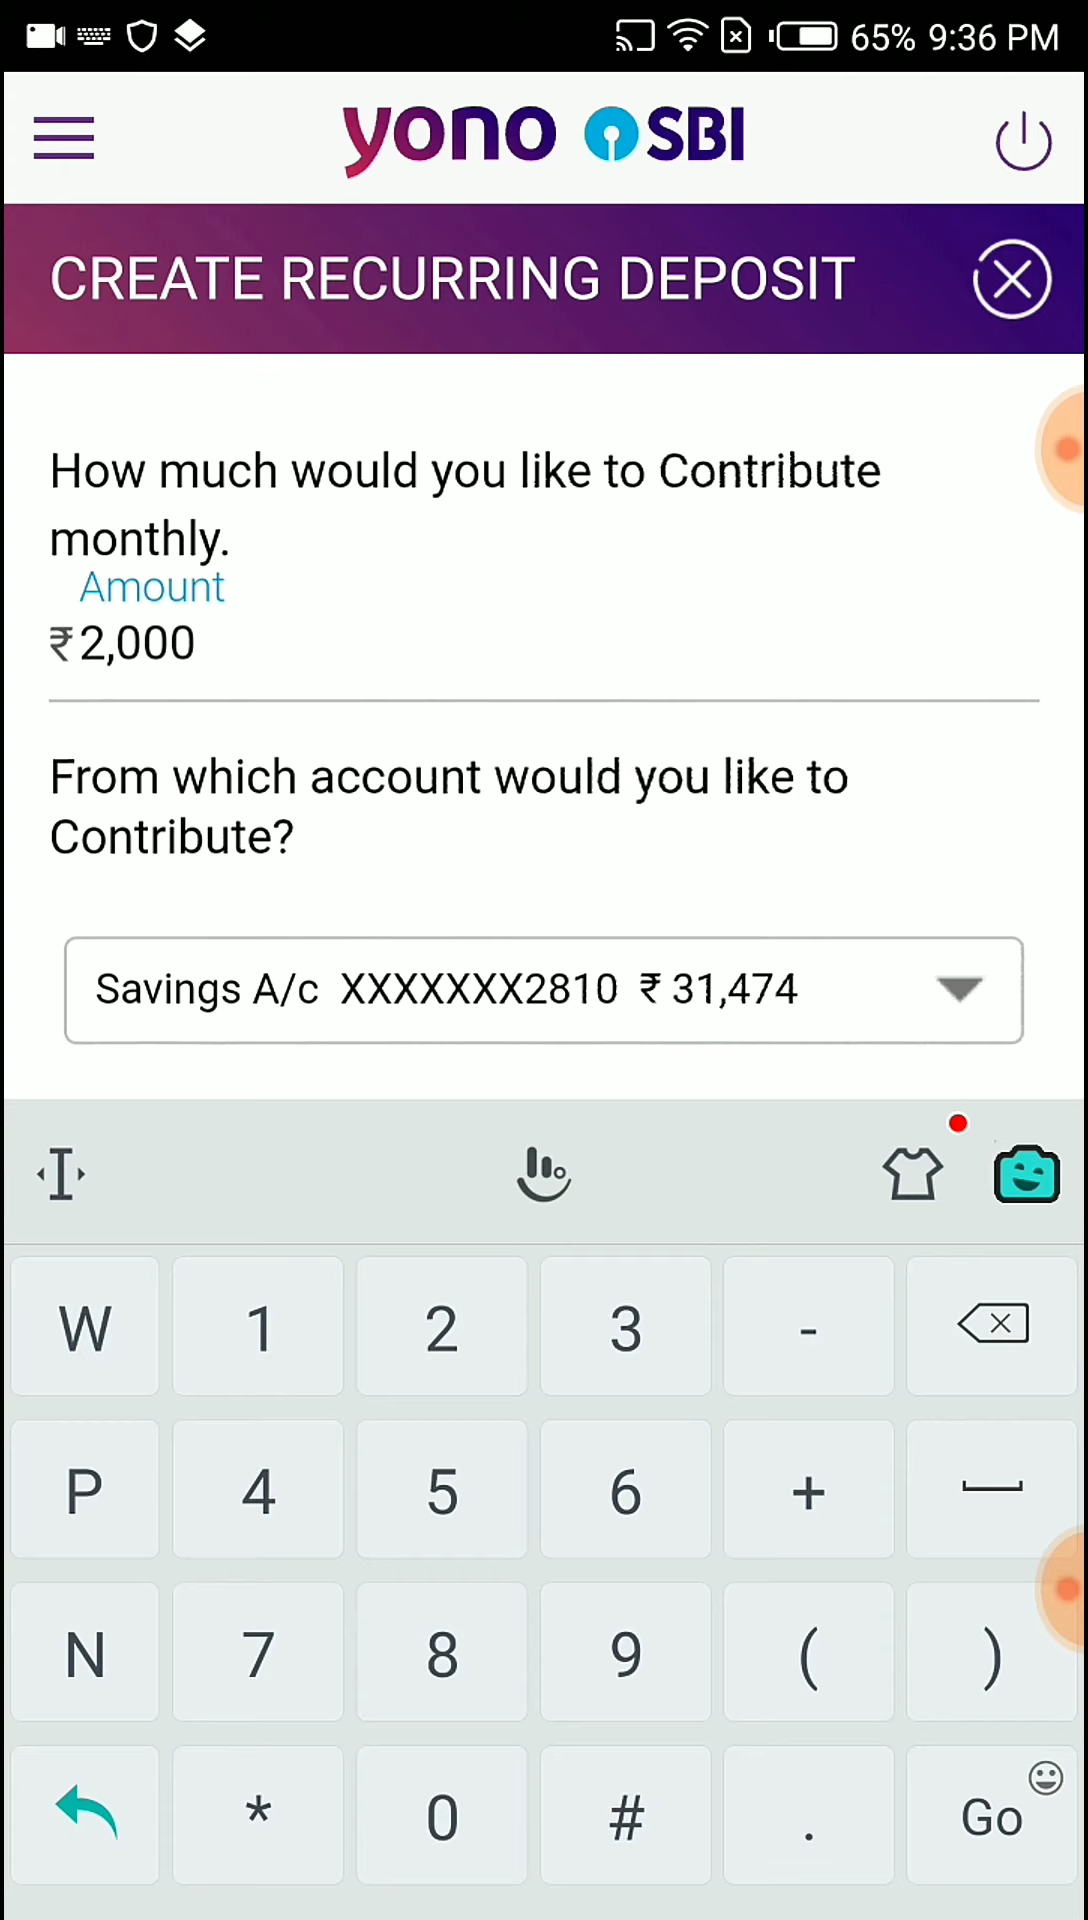 65% 9:36 PM
yono SBI
CREATE RECURRING DEPOSIT
How much would you like to Contribute
monthly.
Amount
₹ 2,000
From which account would you like to
Contribute?
Savings A/c XXXXXXX2810 ₹ 31,474
W 1 2 3 -
P 4 5 6 +
N 7 8 9 ( )
* 0 # . Go